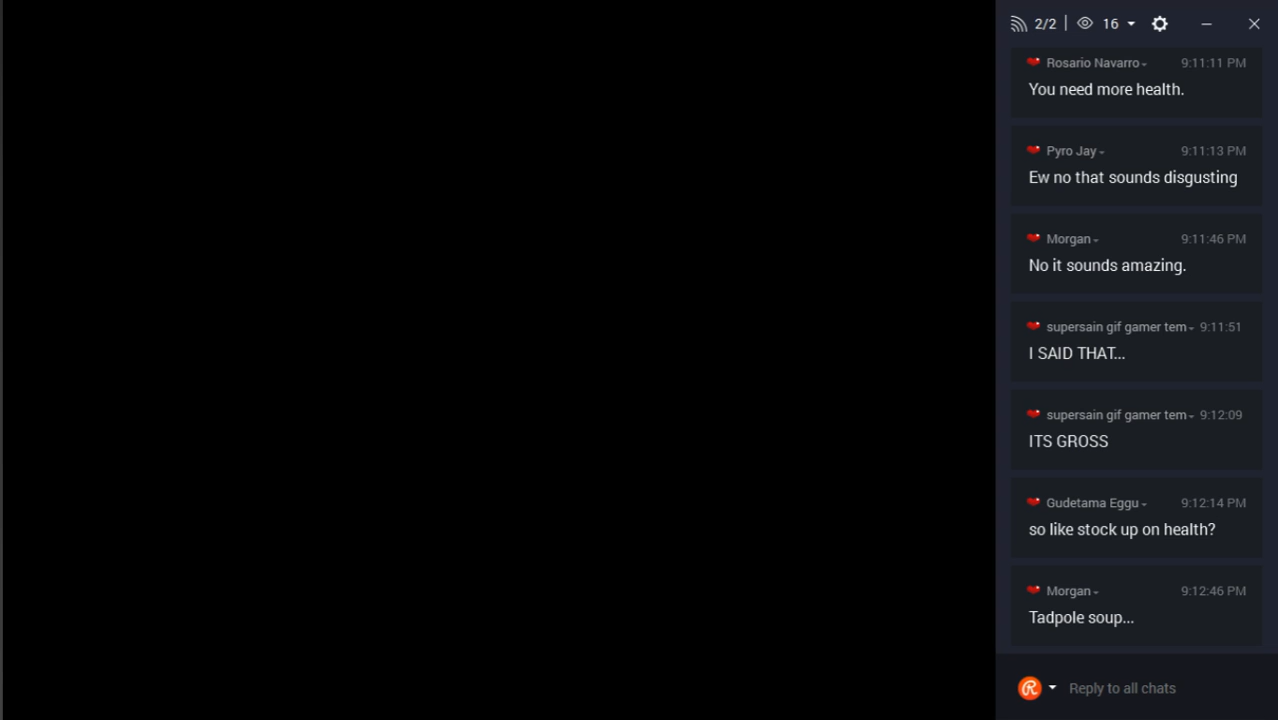 2/2 | 16
Rosario Navarro 9:11:11 PM
You need more health.
Pyro Jay 9:11:13 PM
Ew no that sounds disgusting
Morgan 9:11:46 PM
No it sounds amazing.
supersain gif gamer tem 9:11:51
I SAID THAT...
supersain gif gamer tem 9:12:09
ITS GROSS
Gudetama Eggu 9:12:14 PM
so like stock up on health?
Morgan 9:12:46 PM
Tadpole soup...
Reply to all chats